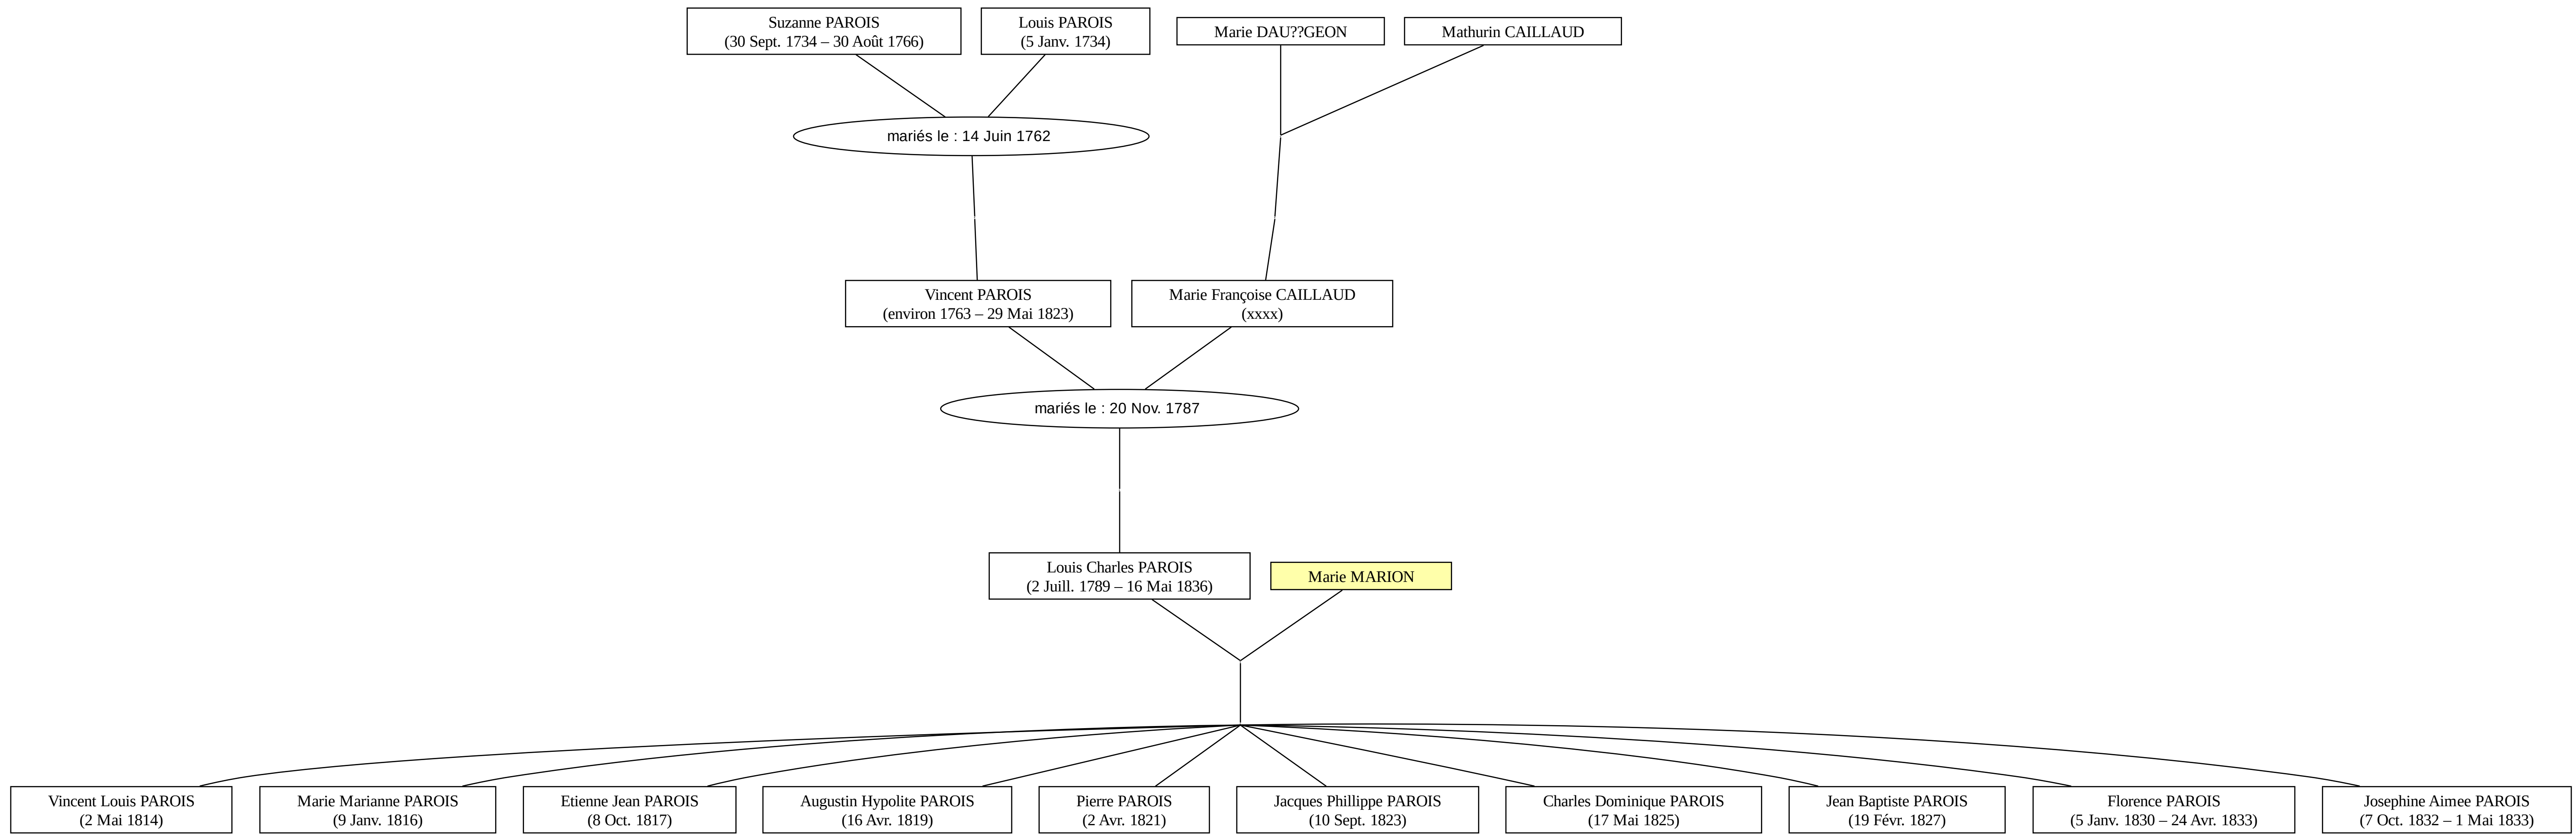 Suzanne PAROIS
(30 Sept. 1734 – 30 Août 1766)
Louis PAROIS
(5 Janv. 1734)
Marie DAU??GEON
Mathurin CAILLAUD
mariés le : 14 Juin 1762
Vincent PAROIS
(environ 1763 – 29 Mai 1823)
Marie Françoise CAILLAUD
(xxxx)
mariés le : 20 Nov. 1787
Louis Charles PAROIS
(2 Juill. 1789 – 16 Mai 1836)
Marie MARION
Vincent Louis PAROIS
(2 Mai 1814)
Marie Marianne PAROIS
(9 Janv. 1816)
Etienne Jean PAROIS
(8 Oct. 1817)
Augustin Hypolite PAROIS
(16 Avr. 1819)
Pierre PAROIS
(2 Avr. 1821)
Jacques Phillippe PAROIS
(10 Sept. 1823)
Charles Dominique PAROIS
(17 Mai 1825)
Jean Baptiste PAROIS
(19 Févr. 1827)
Florence PAROIS
(5 Janv. 1830 – 24 Avr. 1833)
Josephine Aimee PAROIS
(7 Oct. 1832 – 1 Mai 1833)